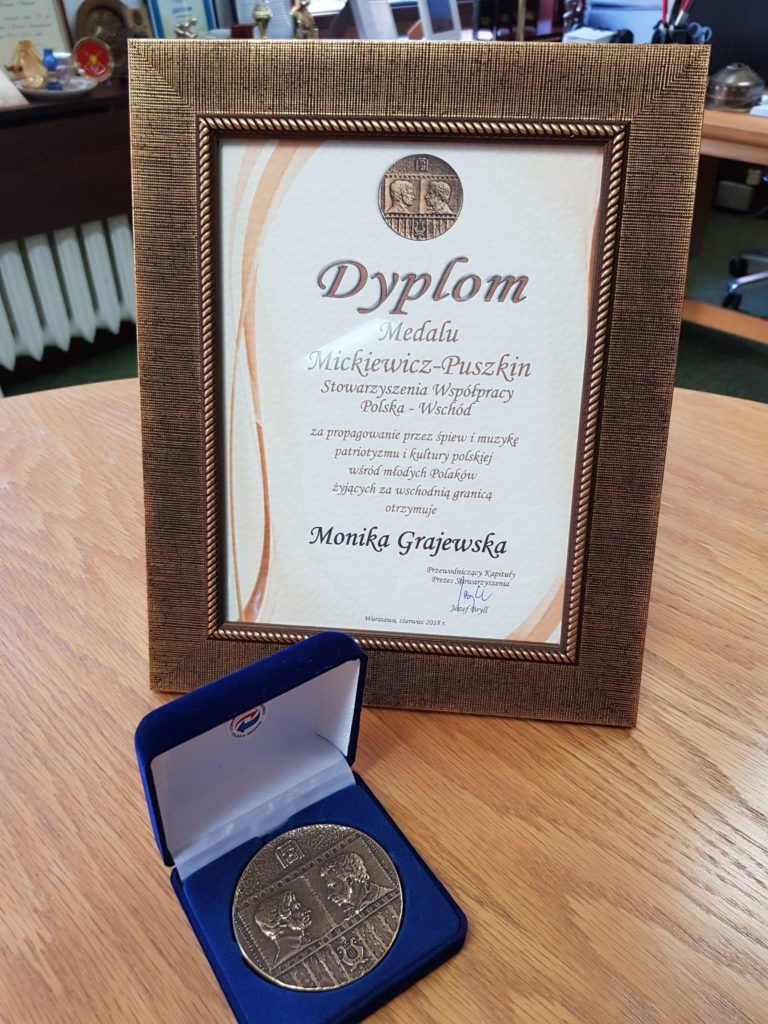 Dyplom
Medalu
Mickiewicz-Puszkin
Stowarzyszenia Współpracy
Polska - Wschód
za propagowanie przez śpiew i muzykę
patriotyzmu i kultury polskiej
wśród młodych Polaków
żyjących za wschodnią granicą
otrzymuje
Monika Grajewska
Przewodniczący Kapituły
Prezes Stowarzyszenia
Józef Bryll
Warszawa, czerwiec 2018 r.